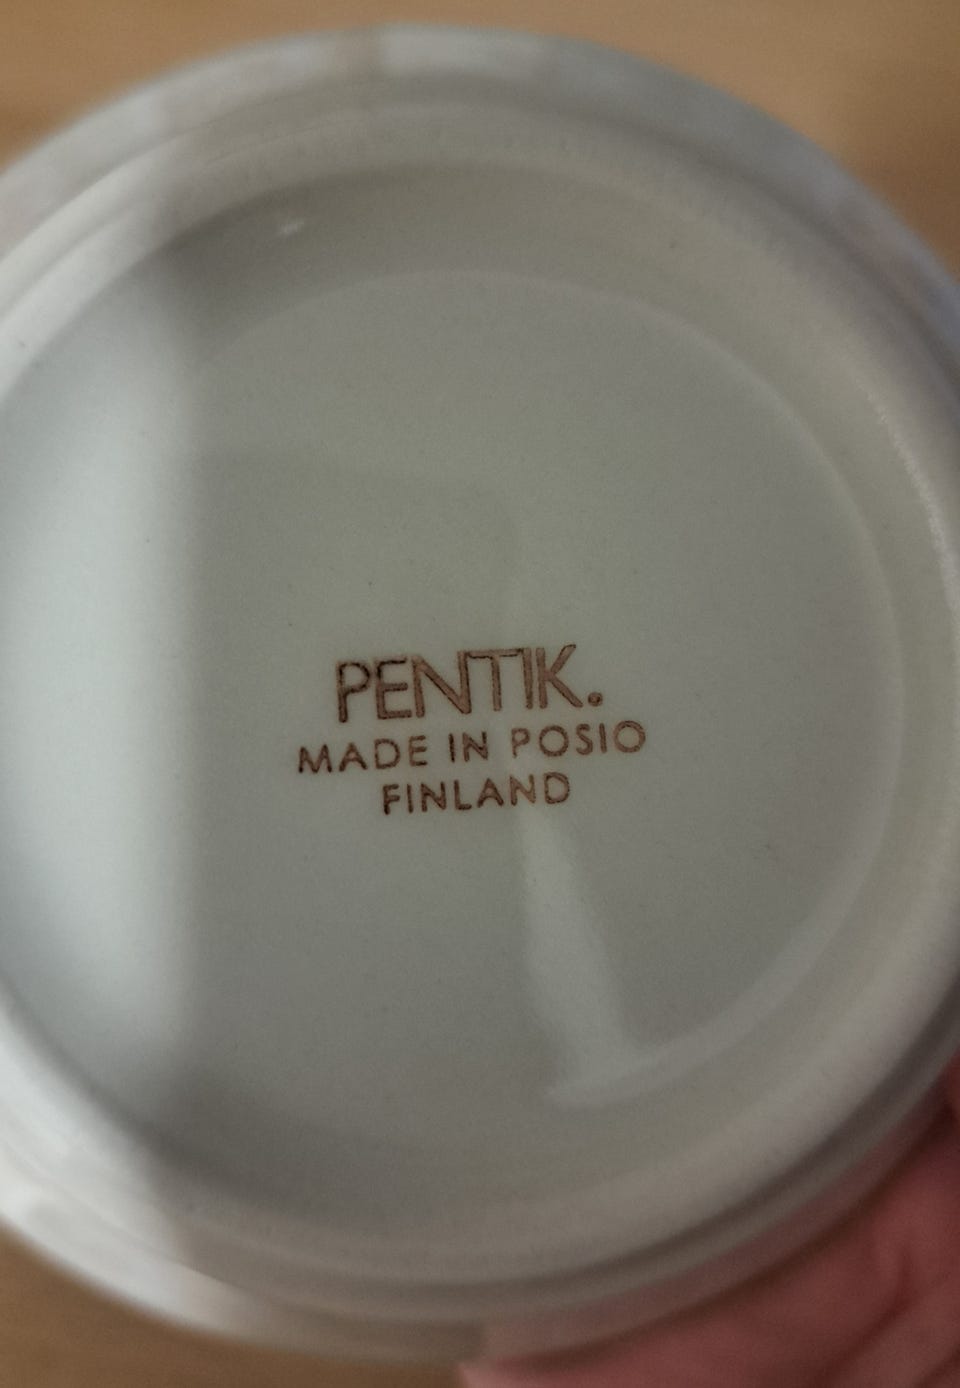 PENTIK.
MADE IN POSIO
FINLAND